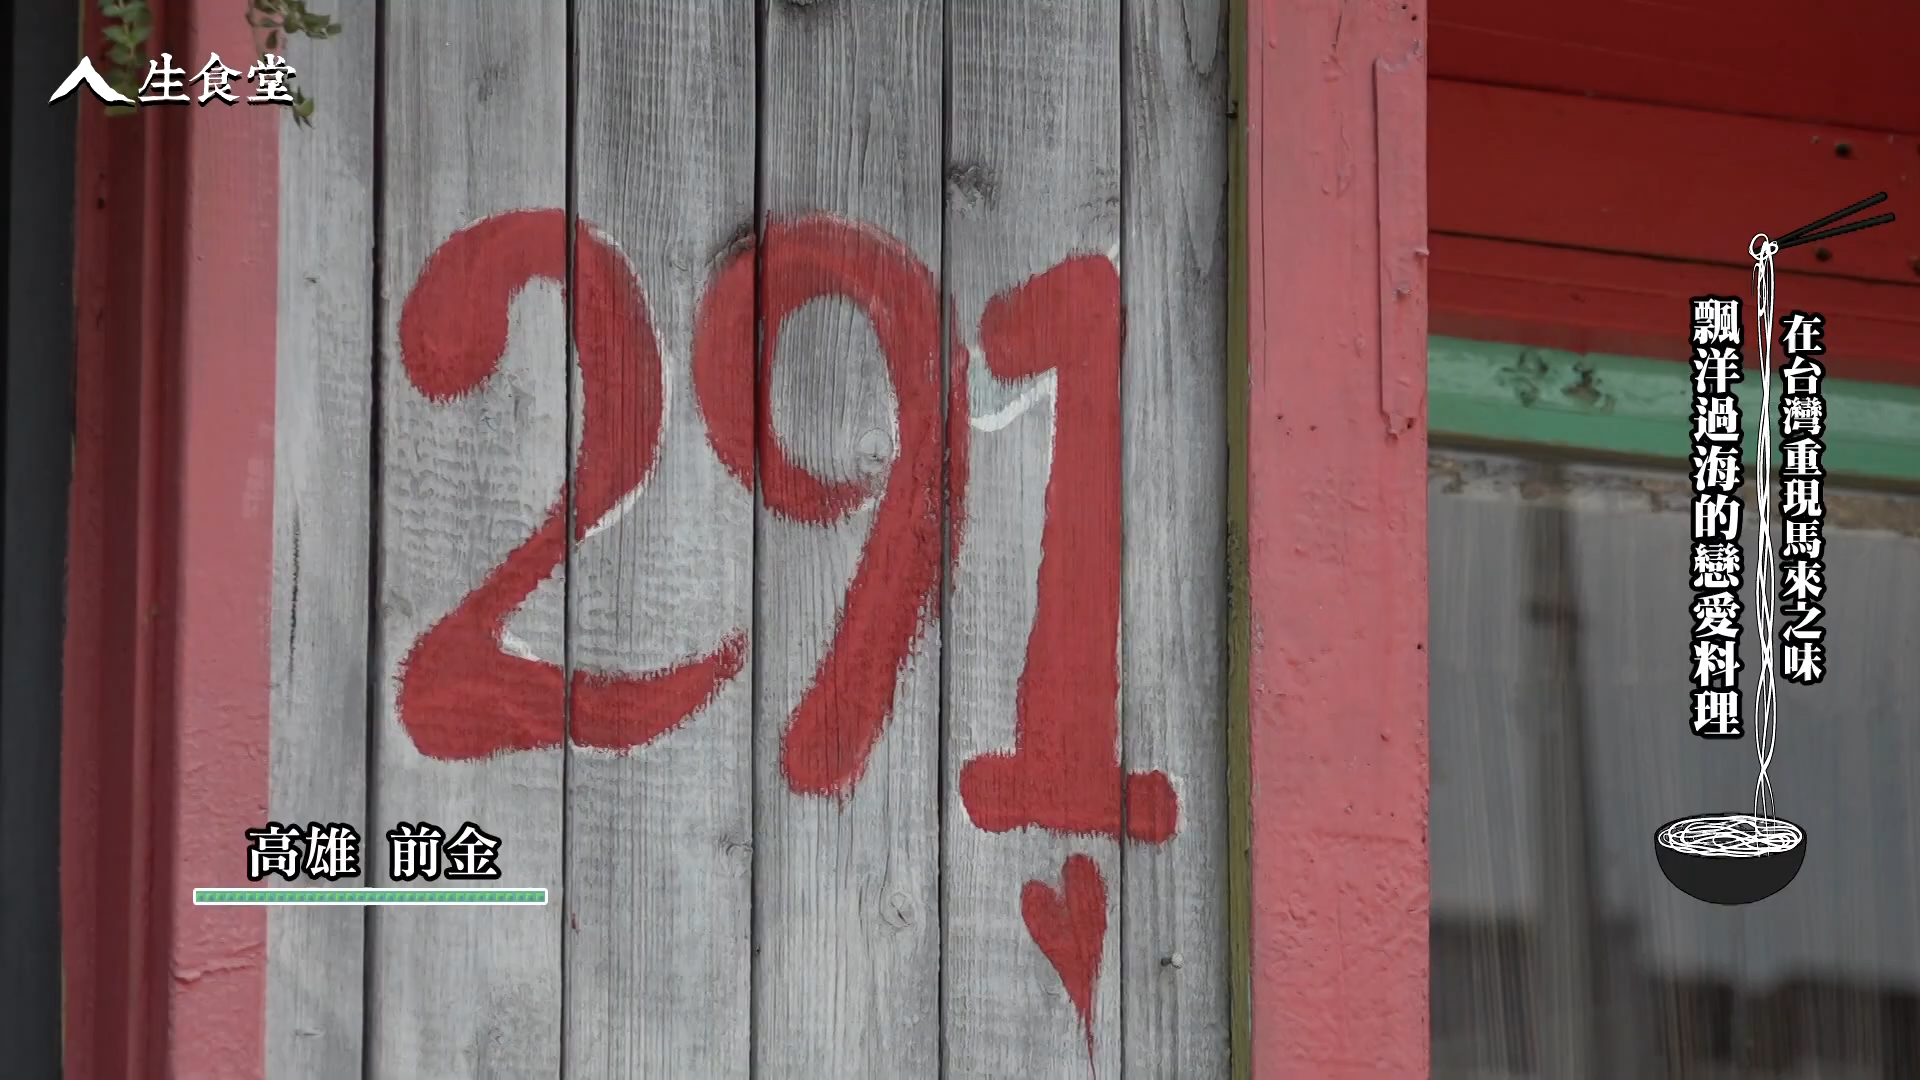 人生食堂
291
在台灣重現馬來之味
飄洋過海的戀愛料理
高雄 前金